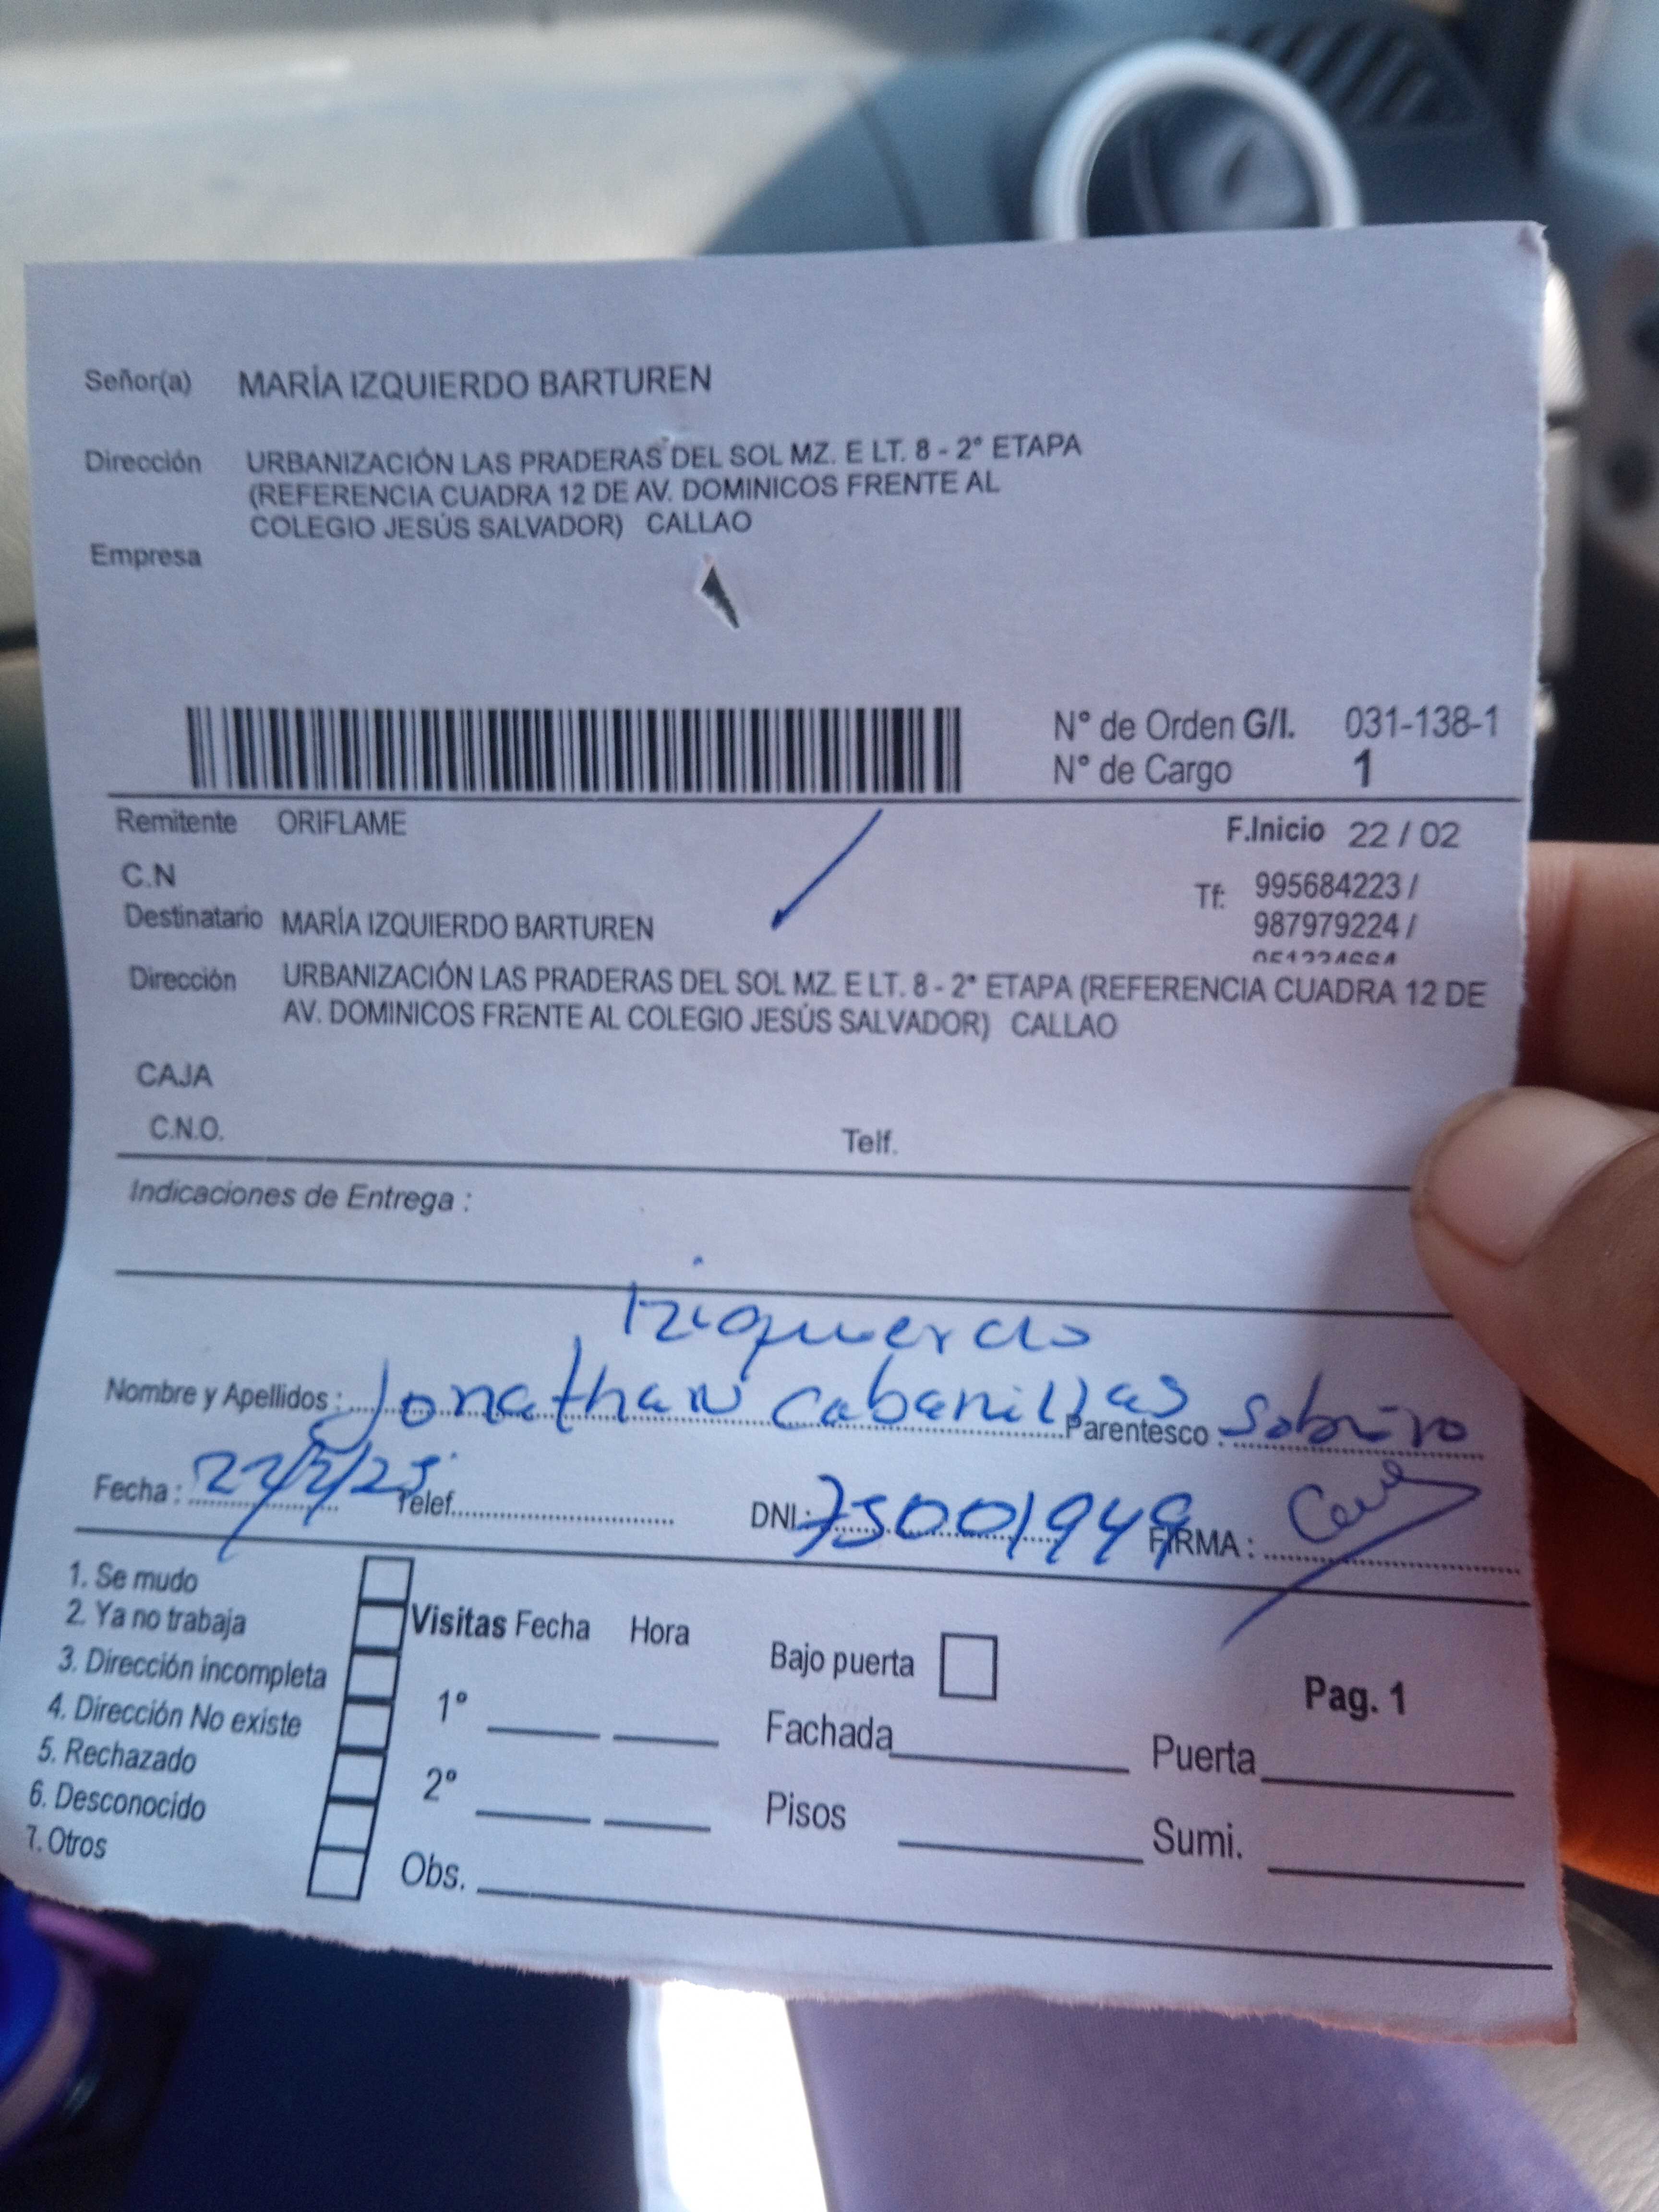 Señor(a) MARÍA IZQUIERDO BARTUREN
Dirección URBANIZACIÓN LAS PRADERAS DEL SOL MZ. E LT. 8 - 2° ETAPA
(REFERENCIA CUADRA 12 DE AV. DOMINICOS FRENTE AL
COLEGIO JESÚS SALVADOR) CALLAO
Empresa
N° de Orden G/I. 031-138-1
N° de Cargo 1
Remitente ORIFLAME F.Inicio 22 / 02
C.N Tf: 995684223 /
Destinatario MARÍA IZQUIERDO BARTUREN 987979224 /
Dirección URBANIZACIÓN LAS PRADERAS DEL SOL MZ. E LT. 8 - 2° ETAPA (REFERENCIA CUADRA 12 DE
AV. DOMINICOS FRENTE AL COLEGIO JESÚS SALVADOR) CALLAO
CAJA
C.N.O. Telf.
Indicaciones de Entrega :
Iziquierdo
Nombre y Apellidos : Jonathan Cabanillas Parentesco : Sobrino
Fecha : 22/2/23 Telef. DNI : 75001949 FIRMA :
1. Se mudo
2. Ya no trabaja
3. Dirección incompleta
4. Dirección No existe
5. Rechazado
6. Desconocido
7. Otros
Visitas Fecha Hora
1°
2°
Obs.
Bajo puerta
Fachada
Pisos
Pag. 1
Puerta
Sumi.